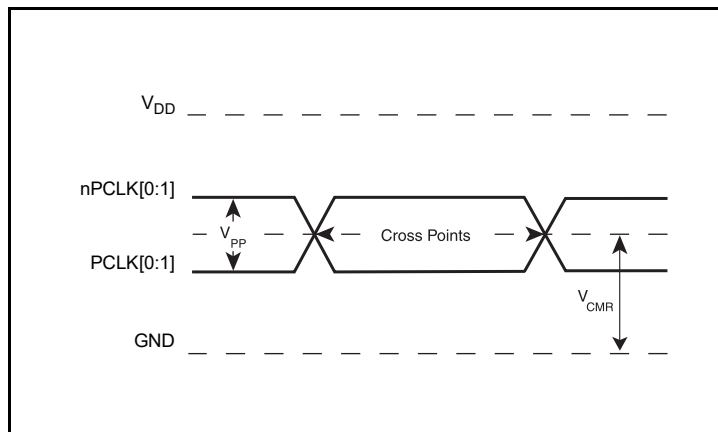 VDD
nPCLK[0:1]
VPP
Cross Points
PCLK[0:1]
VCMR
GND